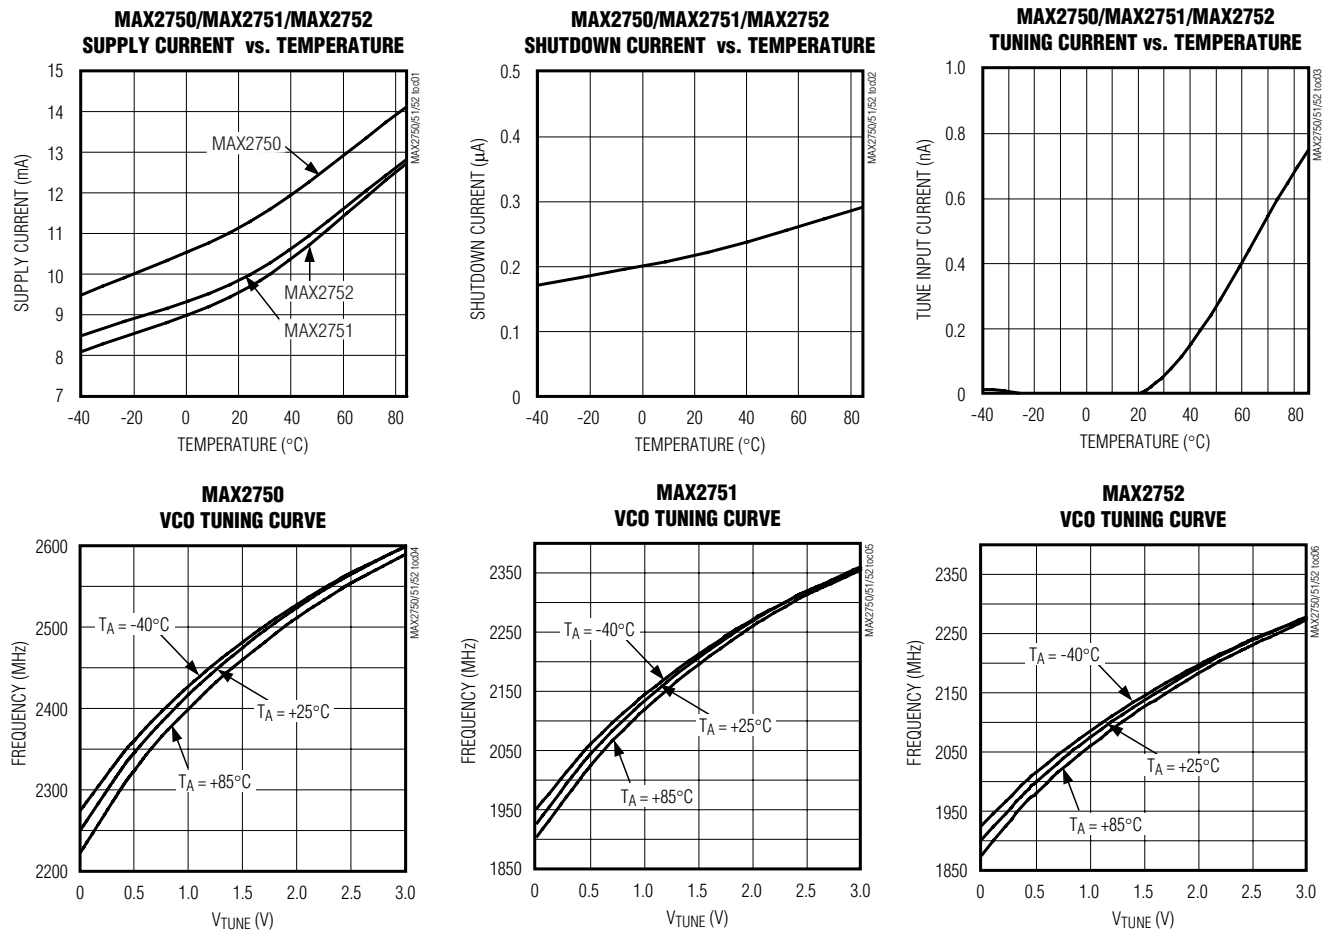 MAX2750/MAX2751/MAX2752
SUPPLY CURRENT vs. TEMPERATURE
15
14
13
12
11
10
9
8
7
SUPPLY CURRENT (mA)
MAX2750
MAX2752
MAX2751
-40
-20
0
20
40
60
80
TEMPERATURE (°C)
MAX2750/51/52 toc01
MAX2750/MAX2751/MAX2752
SHUTDOWN CURRENT vs. TEMPERATURE
0.5
0.4
0.3
0.2
0.1
0
SHUTDOWN CURRENT (µA)
-40
-20
0
20
40
60
80
TEMPERATURE (°C)
MAX2750/51/52 toc02
MAX2750/MAX2751/MAX2752
TUNING CURRENT vs. TEMPERATURE
1.0
0.8
0.6
0.4
0.2
0
TUNE INPUT CURRENT (nA)
-40
-20
0
20
40
60
80
TEMPERATURE (°C)
MAX2750/51/52 toc03
MAX2750
VCO TUNING CURVE
2600
2500
2400
2300
2200
FREQUENCY (MHz)
TA = -40°C
TA = +25°C
TA = +85°C
0
0.5
1.0
1.5
2.0
2.5
3.0
VTUNE (V)
MAX2750/51/52 toc04
MAX2751
VCO TUNING CURVE
2350
2250
2150
2050
1950
1850
FREQUENCY (MHz)
TA = -40°C
TA = +25°C
TA = +85°C
0
0.5
1.0
1.5
2.0
2.5
3.0
VTUNE (V)
MAX2750/51/52 toc05
MAX2752
VCO TUNING CURVE
2350
2250
2150
2050
1950
1850
FREQUENCY (MHz)
TA = -40°C
TA = +25°C
TA = +85°C
0
0.5
1.0
1.5
2.0
2.5
3.0
VTUNE (V)
MAX2750/51/52 toc06